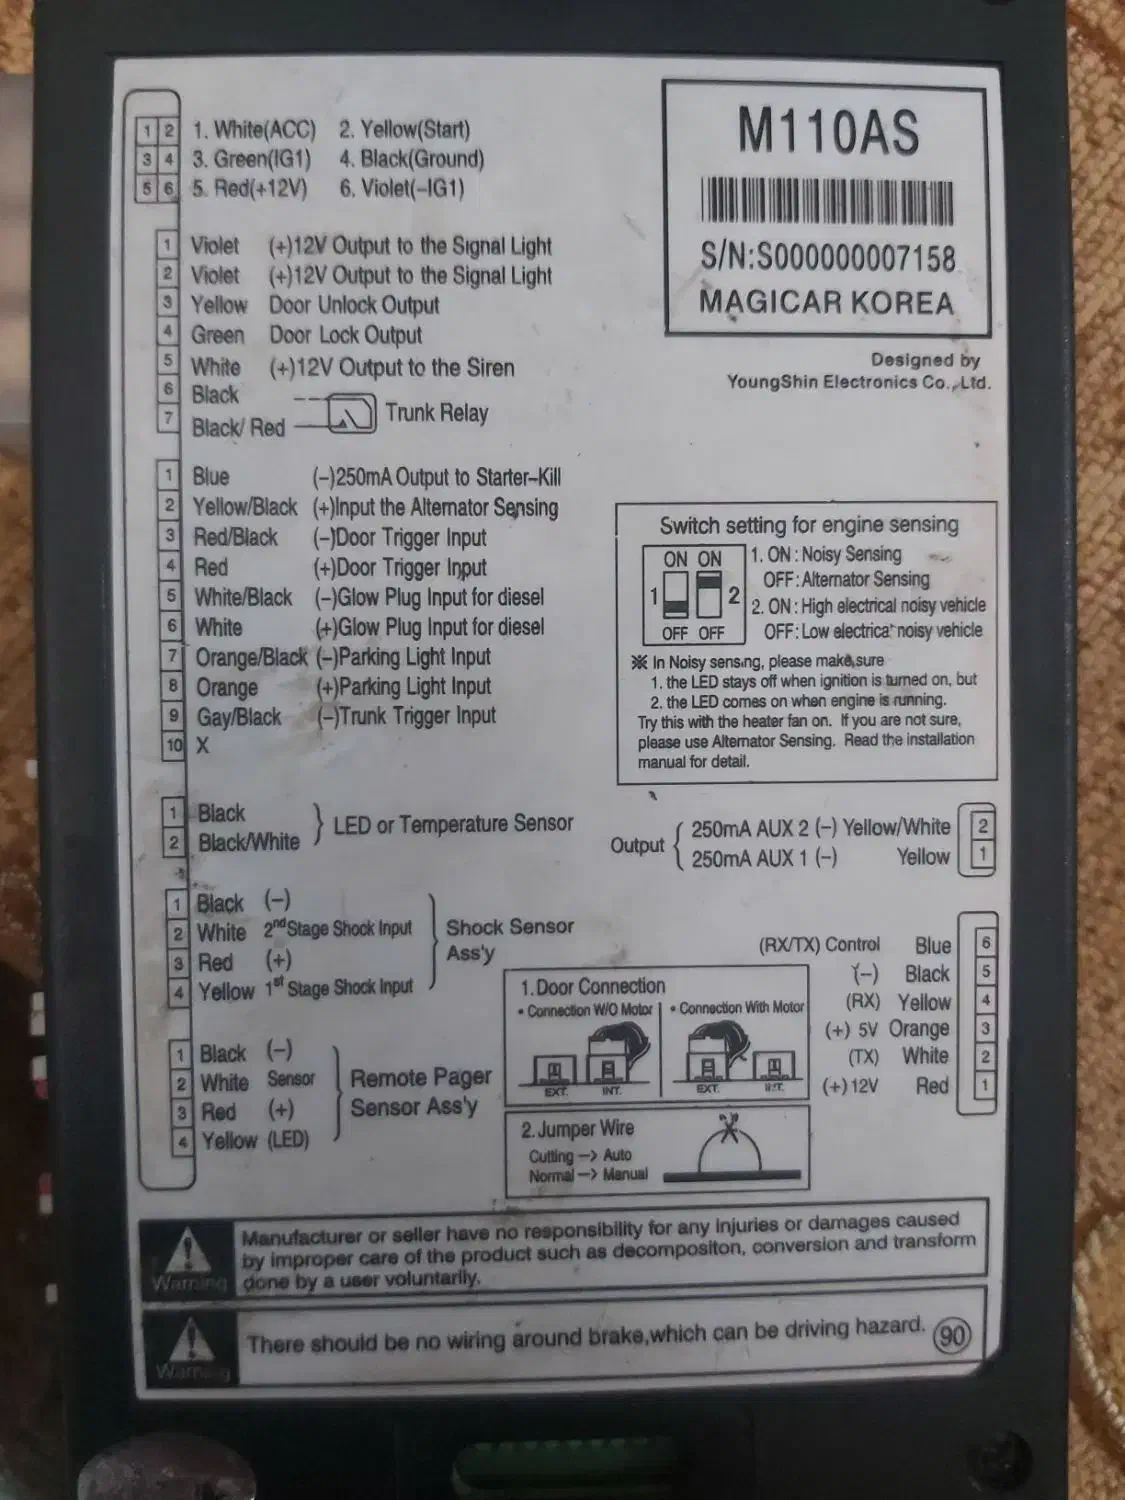 1 2 1. White(ACC) 2. Yellow(Start)
3 4 3. Green(IG1) 4. Black(Ground)
5 6 5. Red(+12V) 6. Violet(-IG1)
1 Violet (+)12V Output to the Signal Light
2 Violet (+)12V Output to the Signal Light
3 Yellow Door Unlock Output
4 Green Door Lock Output
5 White (+)12V Output to the Siren
6 Black
7 Black/ Red
Trunk Relay
1 Blue (-)250mA Output to Starter-Kill
2 Yellow/Black (+)Input the Alternator Sensing
3 Red/Black (-)Door Trigger Input
4 Red (+)Door Trigger Input
5 White/Black (-)Glow Plug Input for diesel
6 White (+)Glow Plug Input for diesel
7 Orange/Black (-)Parking Light Input
8 Orange (+)Parking Light Input
9 Gay/Black (-)Trunk Trigger Input
10 X
1 Black
2 Black/White
LED or Temperature Sensor
1 Black (-)
2 White 2nd Stage Shock Input
3 Red (+)
4 Yellow 1st Stage Shock Input
Shock Sensor
Ass'y
1 Black (-)
2 White Sensor
3 Red (+)
4 Yellow (LED)
Remote Pager
Sensor Ass'y
M110AS
S/N:S000000007158
MAGICAR KOREA
Designed by
YoungShin Electronics Co., Ltd.
Switch setting for engine sensing
ON ON
1 2
OFF OFF
1. ON : Noisy Sensing
OFF : Alternator Sensing
2. ON : High electrical noisy vehicle
OFF : Low electrical noisy vehicle
※ In Noisy sensing, please make sure
1. the LED stays off when ignition is turned on, but
2. the LED comes on when engine is running.
Try this with the heater fan on. If you are not sure,
please use Alternator Sensing. Read the installation
manual for detail.
Output
250mA AUX 2 (-) Yellow/White 2
250mA AUX 1 (-) Yellow 1
(RX/TX) Control Blue 6
(-) Black 5
(RX) Yellow 4
(+) 5V Orange 3
(TX) White 2
(+)12V Red 1
1. Door Connection
• Connection W/O Motor
• Connection With Motor
EXT. INT.
EXT. INT.
2. Jumper Wire
Cutting -> Auto
Normal -> Manual
Warning
Manufacturer or seller have no responsibility for any injuries or damages caused
by improper care of the product such as decompositon, conversion and transform
done by a user voluntarily.
Warning
There should be no wiring around brake,which can be driving hazard.
90